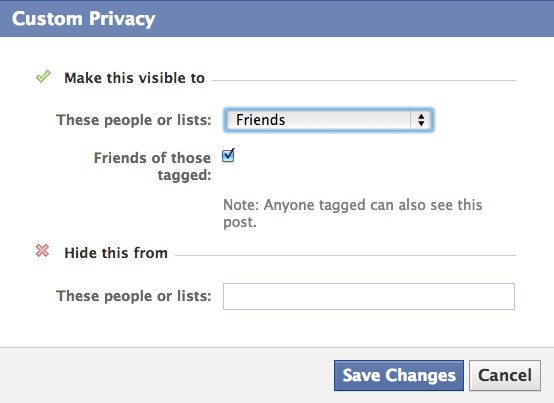 Custom Privacy
Make this visible to
These people or lists: Friends
Friends of those
tagged:
Note: Anyone tagged can also see this
post.
Hide this from
These people or lists:
Save Changes Cancel